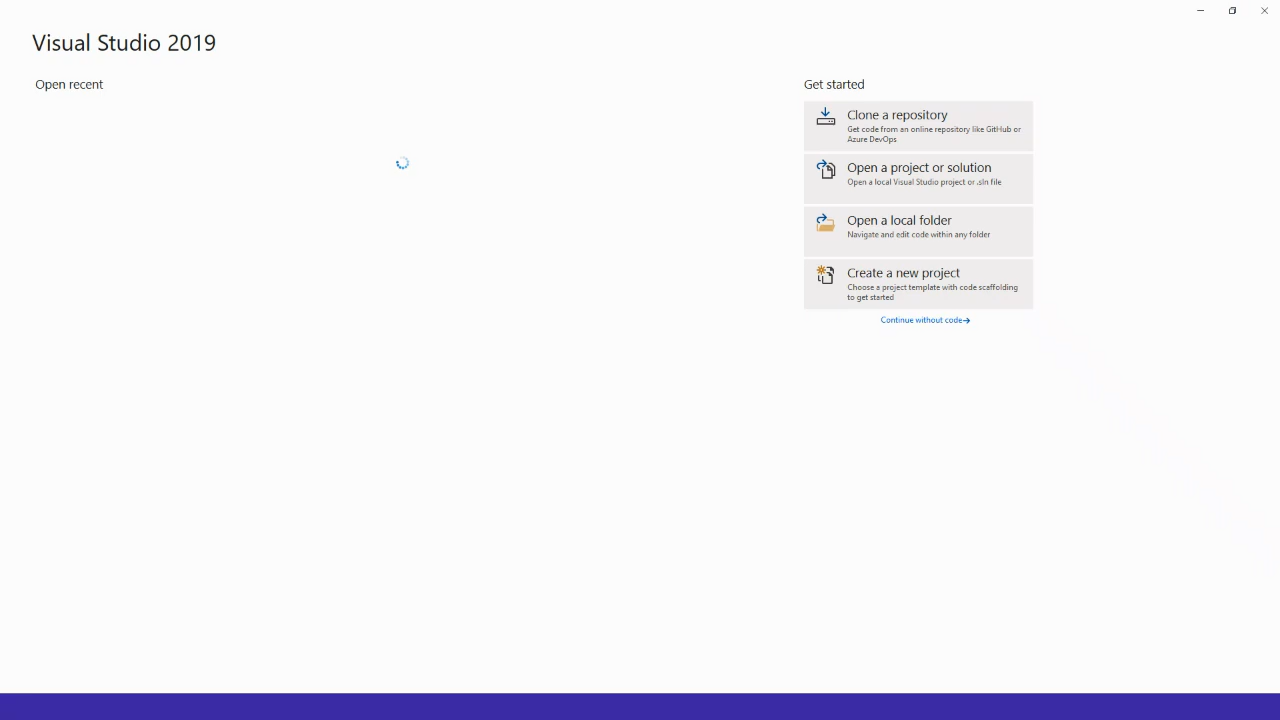 Visual Studio 2019
Open recent
Get started
Clone a repository
Get code from an online repository like GitHub or
Azure DevOps
Open a project or solution
Open a local Visual Studio project or .sln file
Open a local folder
Navigate and edit code within any folder
Create a new project
Choose a project template with code scaffolding
to get started
Continue without code→